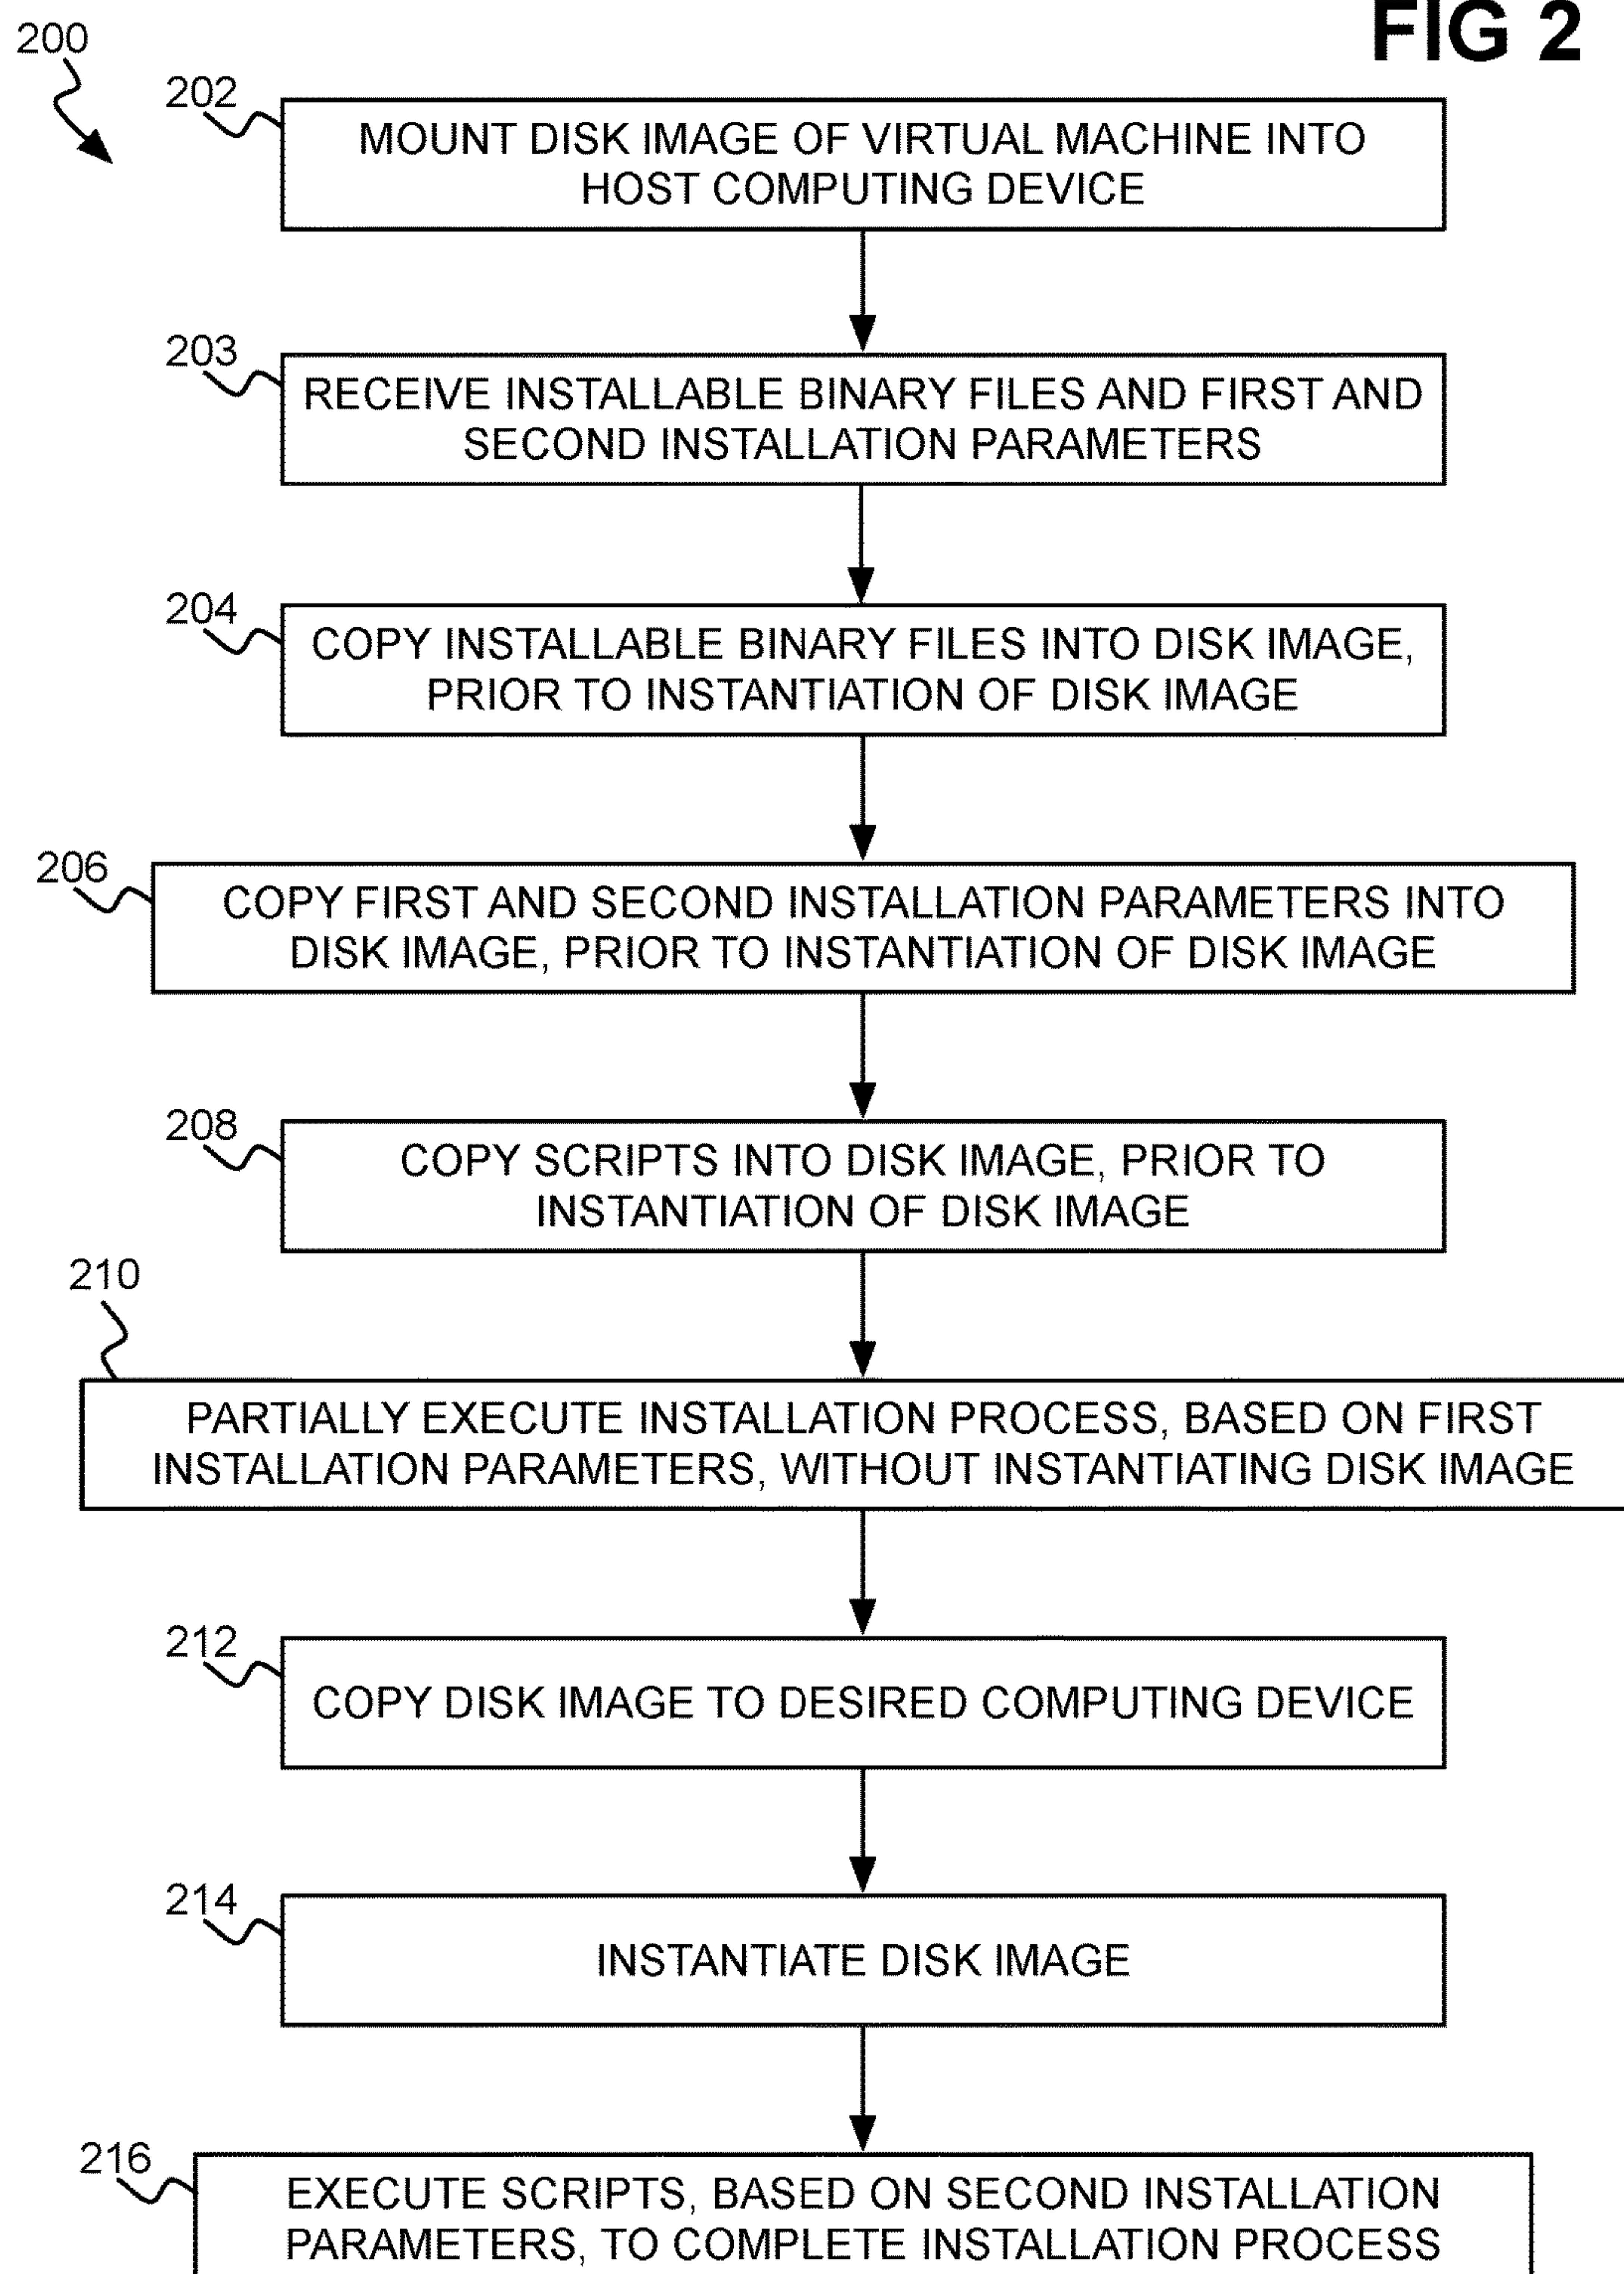 FIG 2
200
202
MOUNT DISK IMAGE OF VIRTUAL MACHINE INTO
HOST COMPUTING DEVICE
203
RECEIVE INSTALLABLE BINARY FILES AND FIRST AND
SECOND INSTALLATION PARAMETERS
204
COPY INSTALLABLE BINARY FILES INTO DISK IMAGE,
PRIOR TO INSTANTIATION OF DISK IMAGE
206
COPY FIRST AND SECOND INSTALLATION PARAMETERS INTO
DISK IMAGE, PRIOR TO INSTANTIATION OF DISK IMAGE
208
COPY SCRIPTS INTO DISK IMAGE, PRIOR TO
INSTANTIATION OF DISK IMAGE
210
PARTIALLY EXECUTE INSTALLATION PROCESS, BASED ON FIRST
INSTALLATION PARAMETERS, WITHOUT INSTANTIATING DISK IMAGE
212
COPY DISK IMAGE TO DESIRED COMPUTING DEVICE
214
INSTANTIATE DISK IMAGE
216
EXECUTE SCRIPTS, BASED ON SECOND INSTALLATION
PARAMETERS, TO COMPLETE INSTALLATION PROCESS